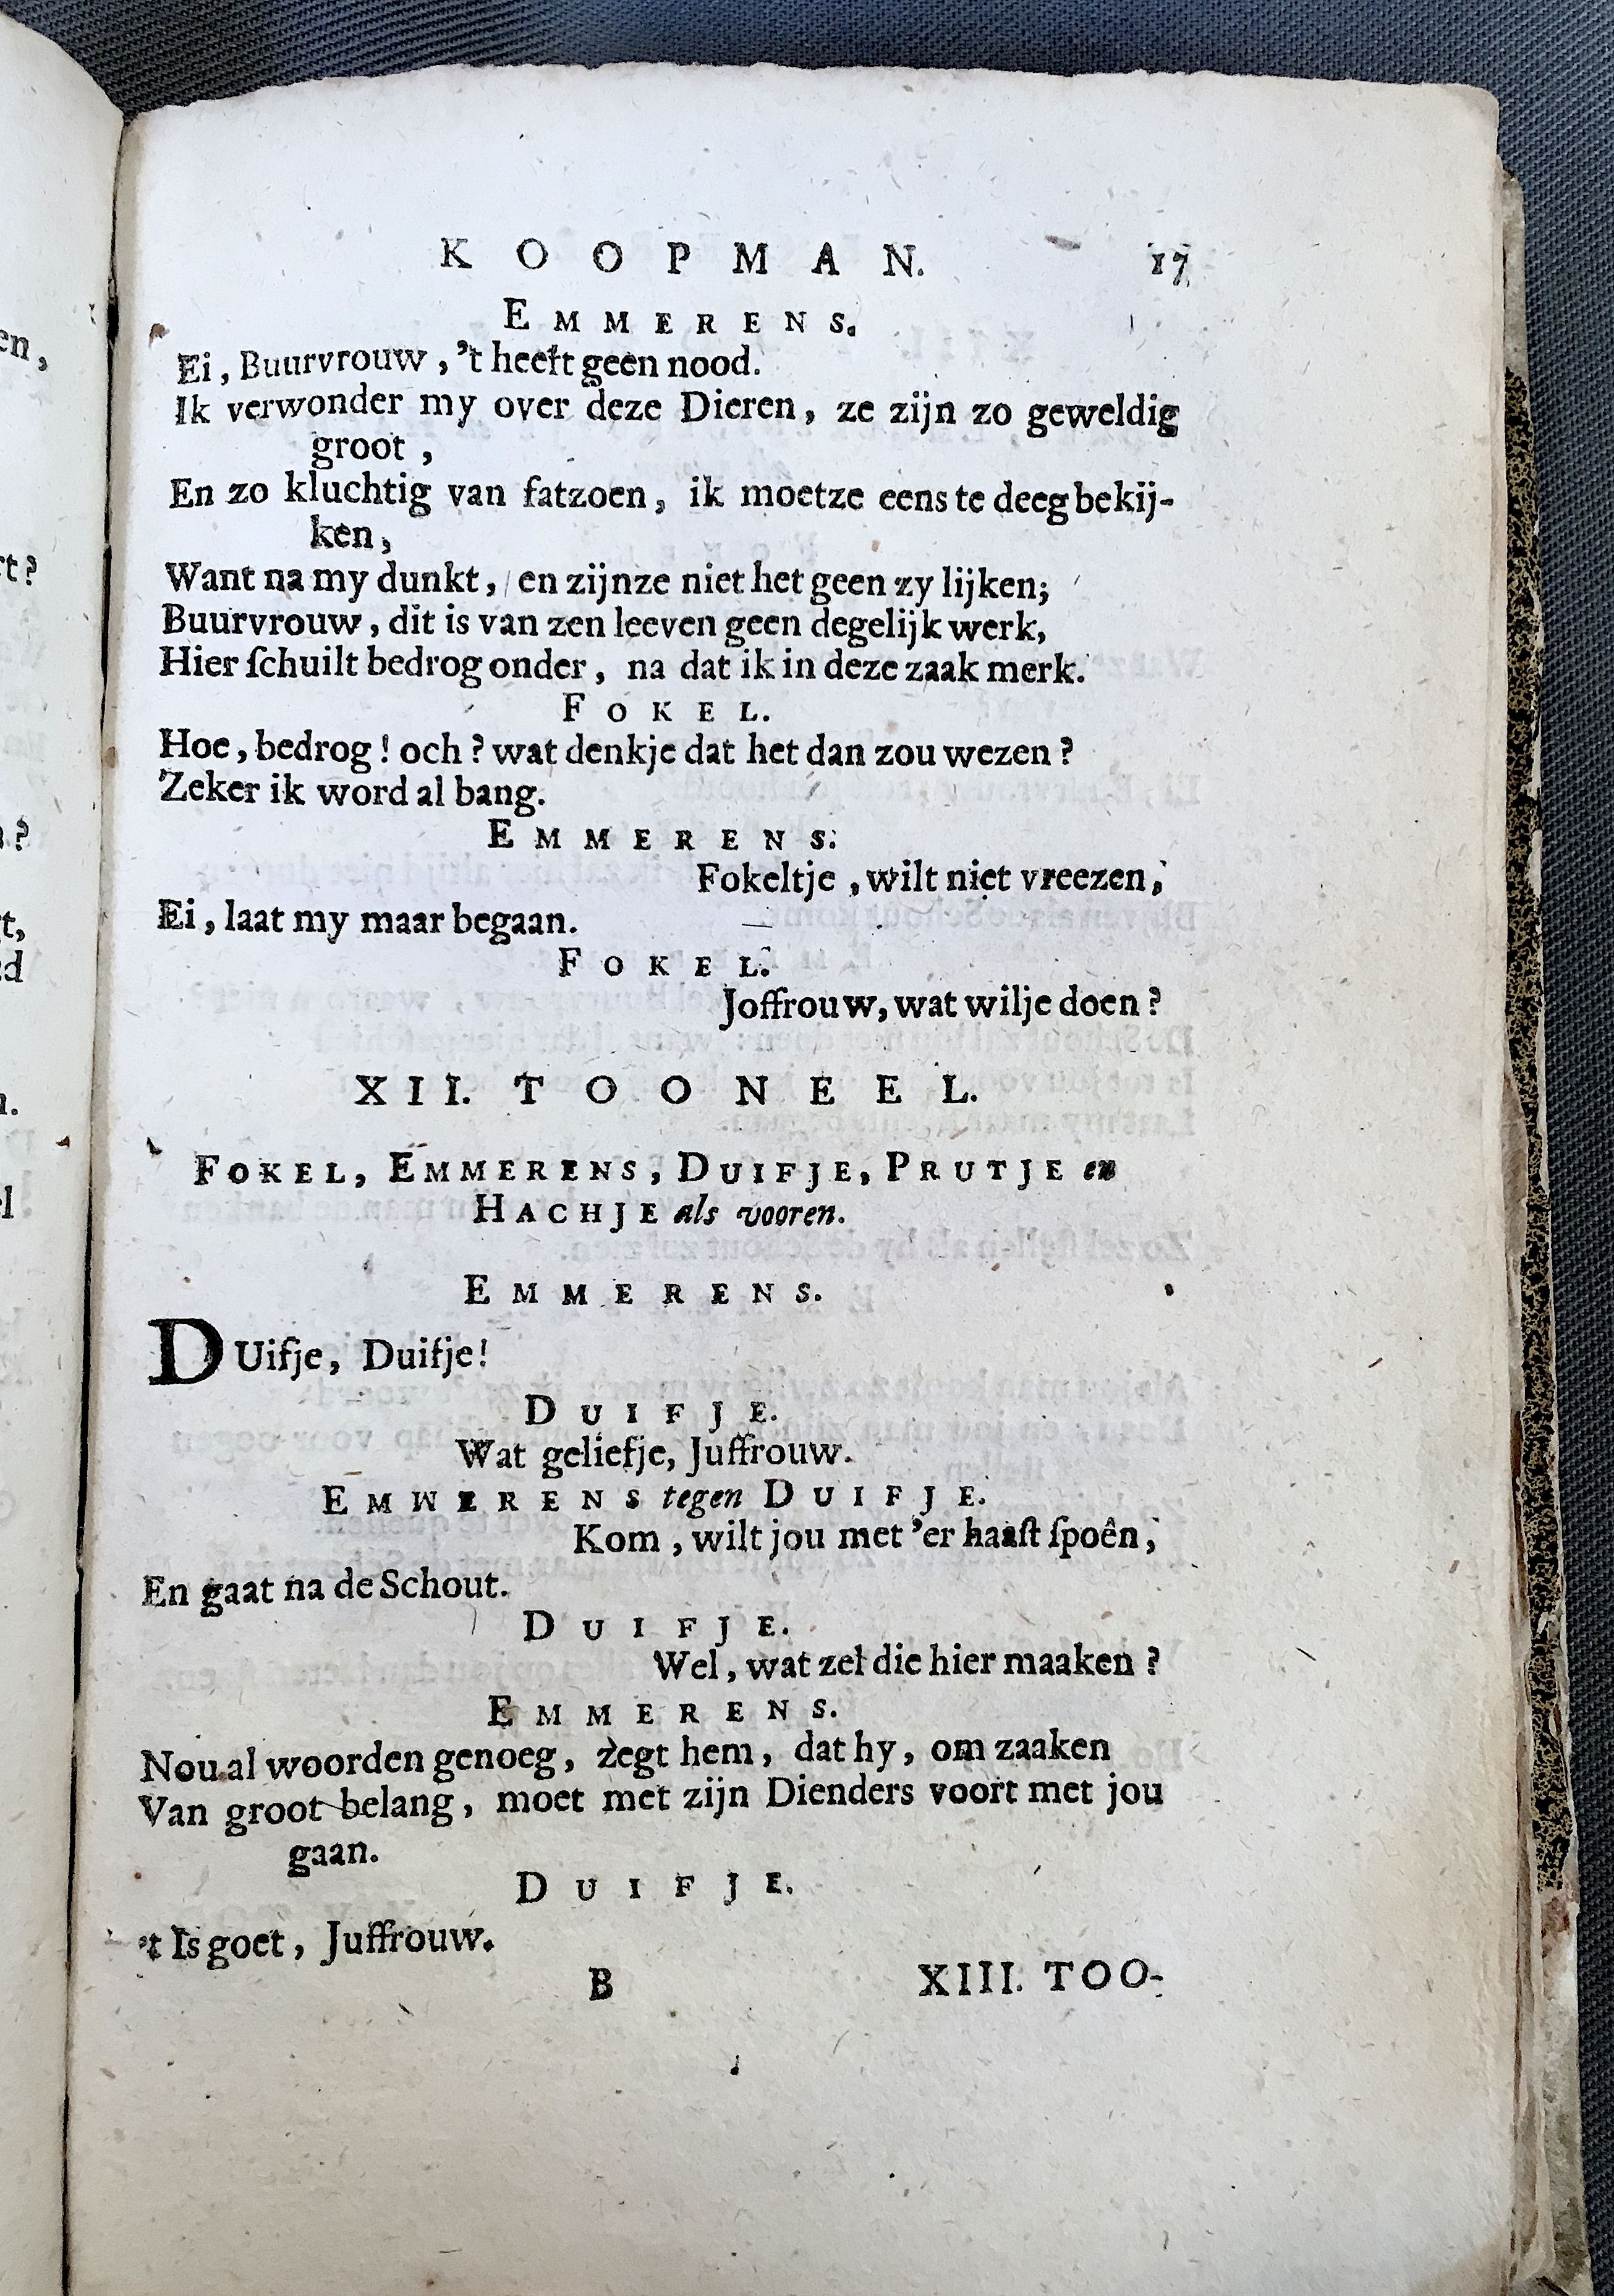 KOOPMAN. 17
EMMERENS.
Ei, Buurvrouw, 't heeft geen nood.
Ik verwonder my over deze Dieren, ze zijn zo geweldig
groot,
En zo kluchtig van fatzoen, ik moetze eens te deeg bekij-
ken,
Want na my dunkt, en zijnze niet het geen zy lijken;
Buurvrouw, dit is van zen leeven geen degelijk werk,
Hier ſchuilt bedrog onder, na dat ik in deze zaak merk.
FOKEL.
Hoe, bedrog! och? wat denkje dat het dan zou wezen?
Zeker ik word al bang.
EMMERENS.
Fokeltje, wilt niet vreezen,
Ei, laat my maar begaan.
FOKEL.
Joffrouw, wat wilje doen?
XII. TOONEEL.
FOKEL, EMMERENS, DUIFJE, PRUTJE en
HACHJE als vooren.
EMMERENS.
DUifje, Duifje!
DUIFJE.
Wat geliefje, Juffrouw.
EMWERENS tegen DUIFJE.
Kom, wilt jou met 'er haaſt ſpoên,
En gaat na de Schout.
DUIFJE.
Wel, wat zel die hier maaken?
EMMERENS.
Nou al woorden genoeg, zegt hem, dat hy, om zaaken
Van groot belang, moet met zijn Dienders voort met jou
gaan.
DUIFJE.
't Is goet, Juffrouw.
B XIII. TOO-